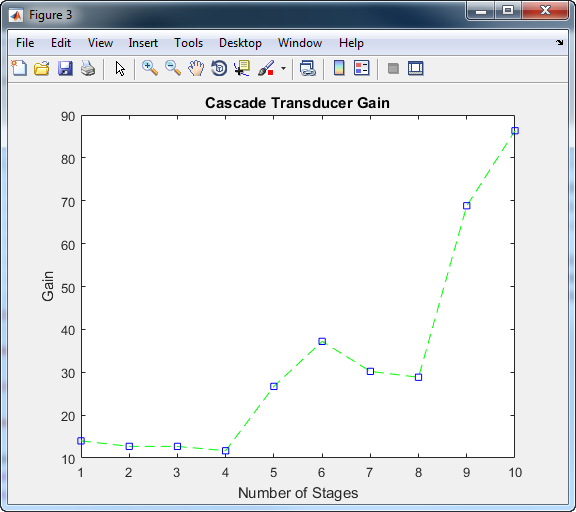 Figure 3
File Edit View Insert Tools Desktop Window Help
Cascade Transducer Gain
90
80
70
60
50
40
30
20
10
Gain
1 2 3 4 5 6 7 8 9 10
Number of Stages